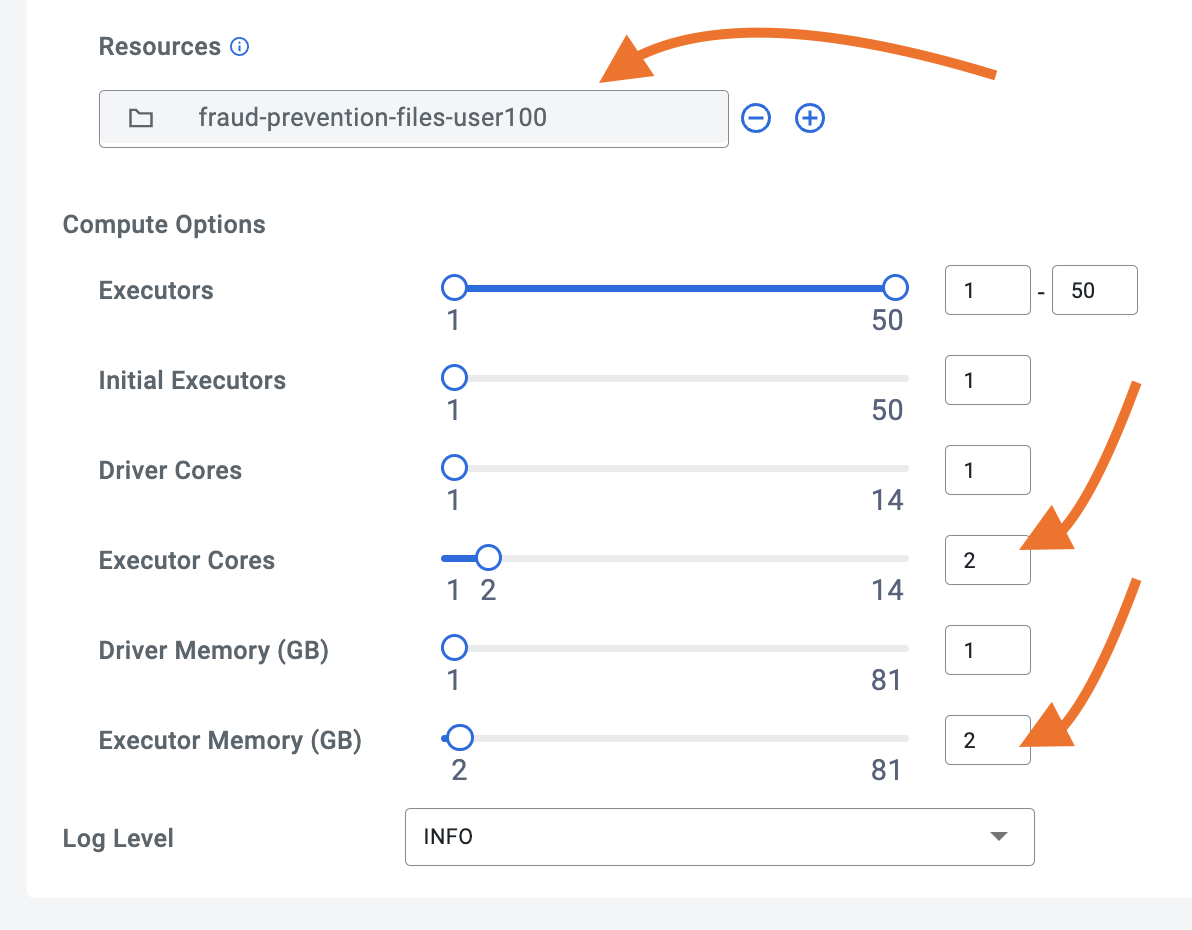 Resources
fraud-prevention-files-user100
Compute Options
Executors 1 - 50
1 50
Initial Executors 1
1 50
Driver Cores 1
1 14
Executor Cores 2
1 2 14
Driver Memory (GB) 1
1 81
Executor Memory (GB) 2
2 81
Log Level INFO